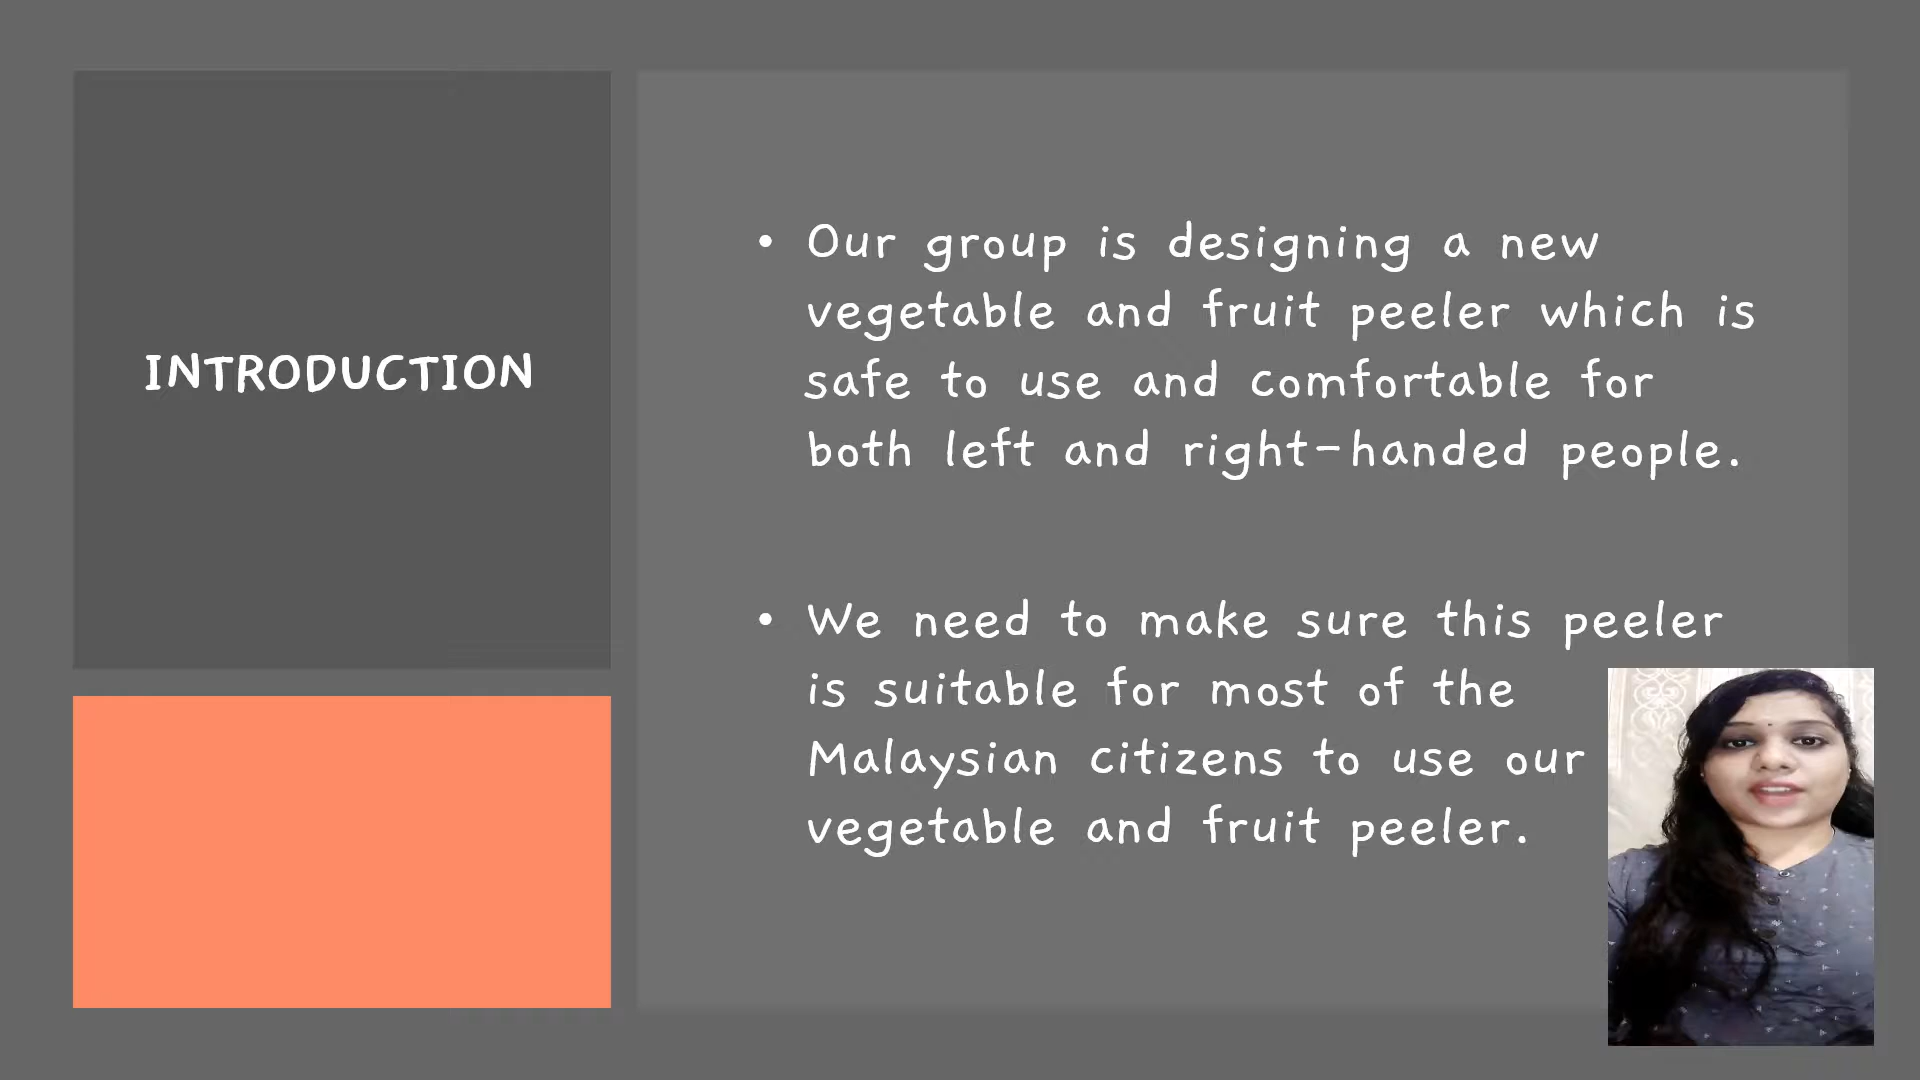 INTRODUCTION
• Our group is designing a new
vegetable and fruit peeler which is
safe to use and comfortable for
both left and right-handed people.
• We need to make sure this peeler
is suitable for most of the
Malaysian citizens to use our
vegetable and fruit peeler.